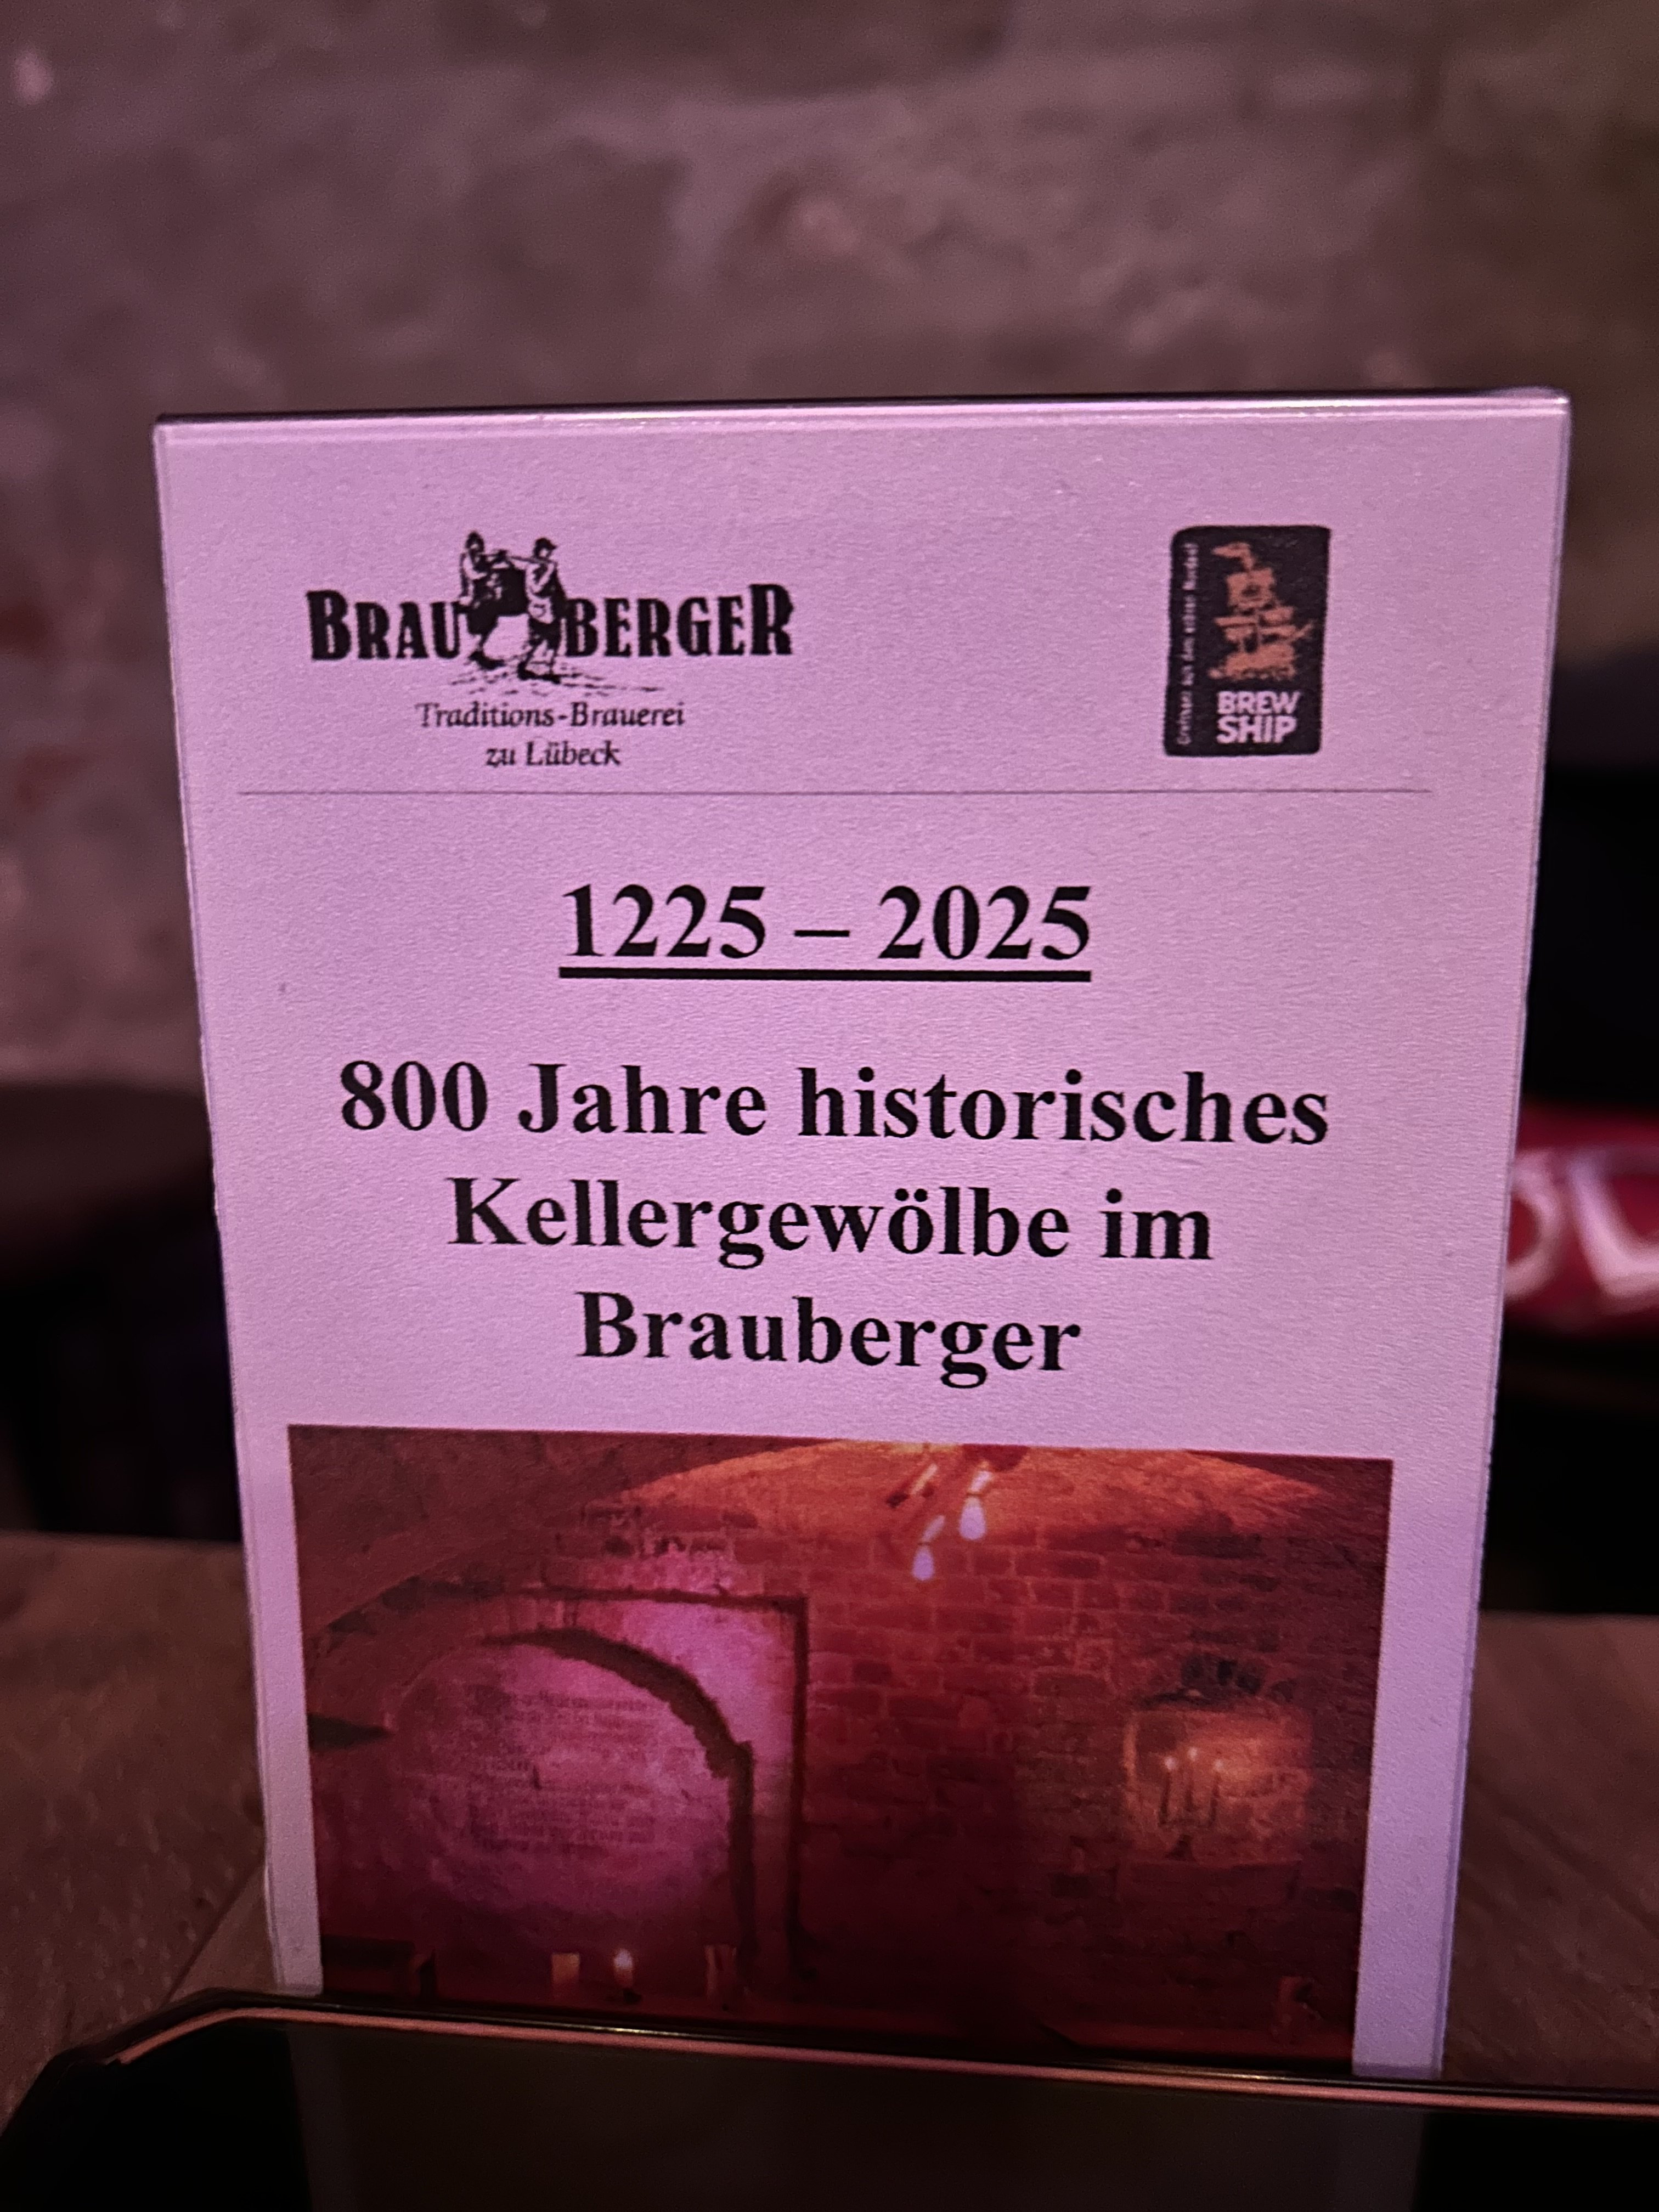 BRAUBERGER
Traditions-Brauerei
zu Lübeck
BREW
SHIP
1225 – 2025
800 Jahre historisches
Kellergewölbe im
Brauberger